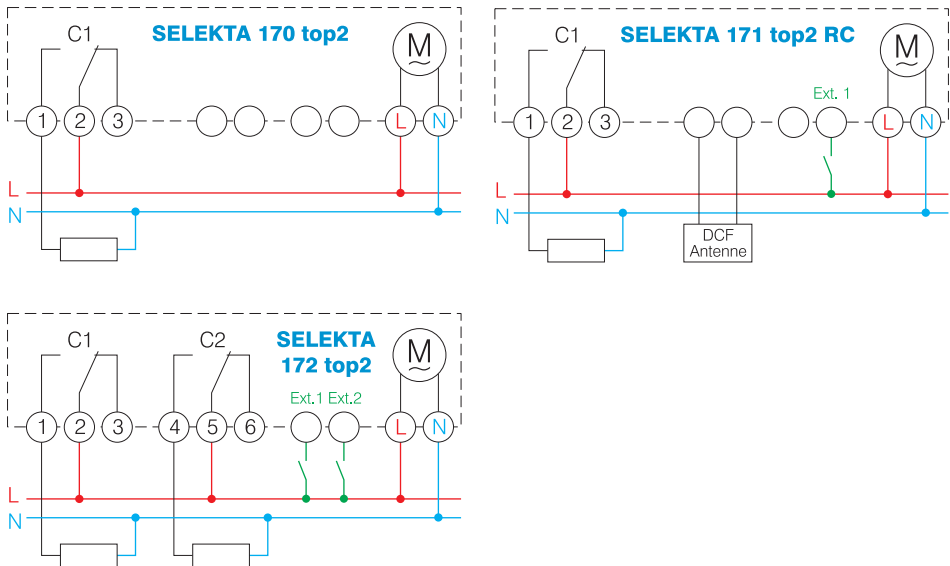 C1 SELEKTA 170 top2 M
1 2 3 L N
L
N
C1 SELEKTA 171 top2 RC M
Ext. 1
1 2 3 L N
L
N
DCF
Antenne
C1 C2 SELEKTA
172 top2 M
Ext.1 Ext.2
1 2 3 4 5 6 L N
L
N